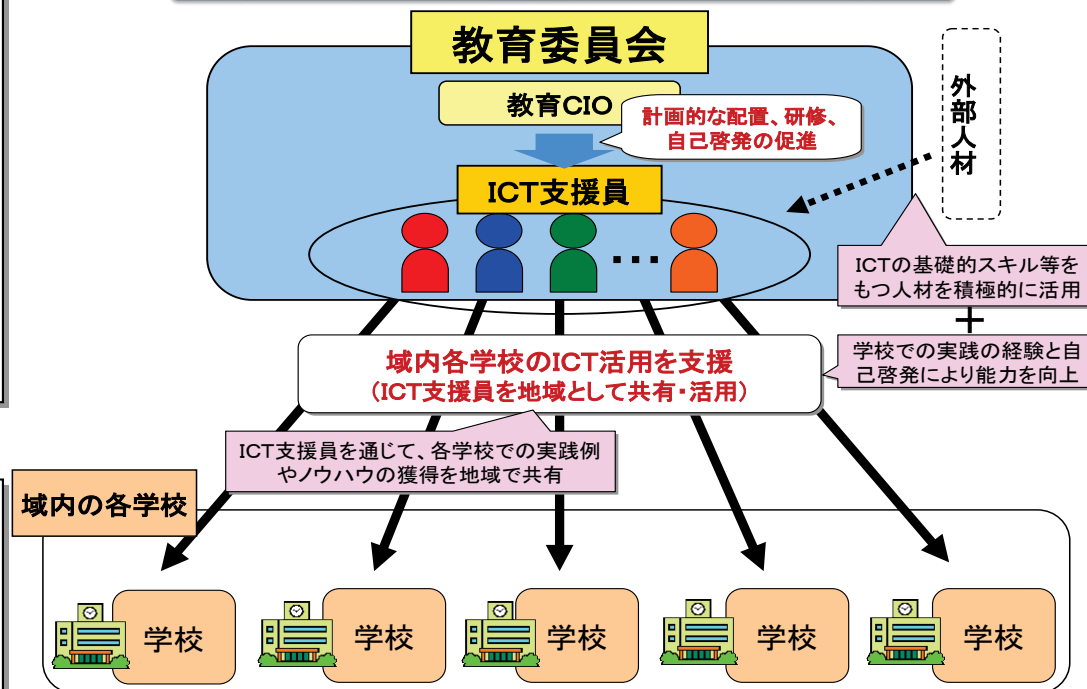 教育委員会
教育CIO
計画的な配置、研修、
自己啓発の促進
外部人材
ICT支援員
･･･
ICTの基礎的スキル等を
もつ人材を積極的に活用
＋
学校での実践の経験と自
己啓発により能力を向上
域内各学校のICT活用を支援
（ICT支援員を地域として共有・活用）
ICT支援員を通じて、各学校での実践例
やノウハウの獲得を地域で共有
域内の各学校
学校
学校
学校
学校
学校